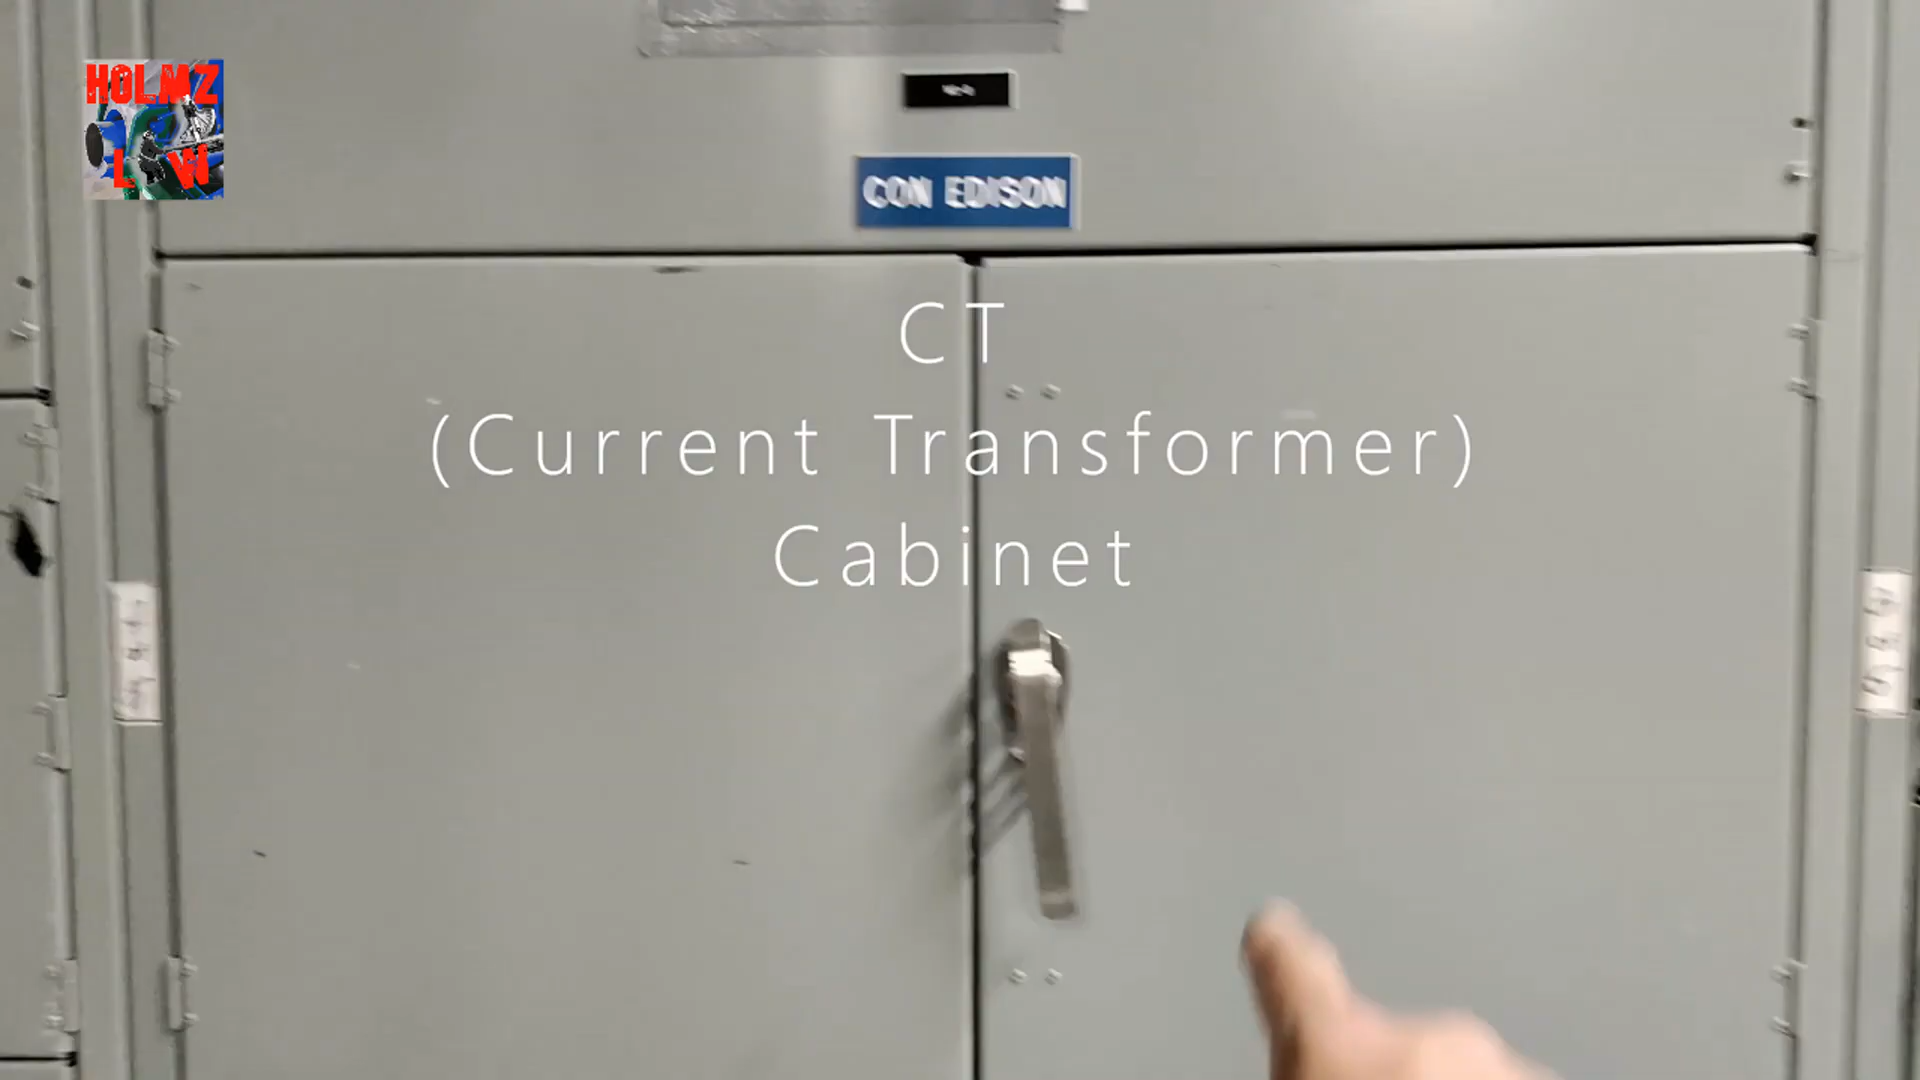 HOLMZ
L W
CON EDISON
CT
(Current Transformer)
Cabinet